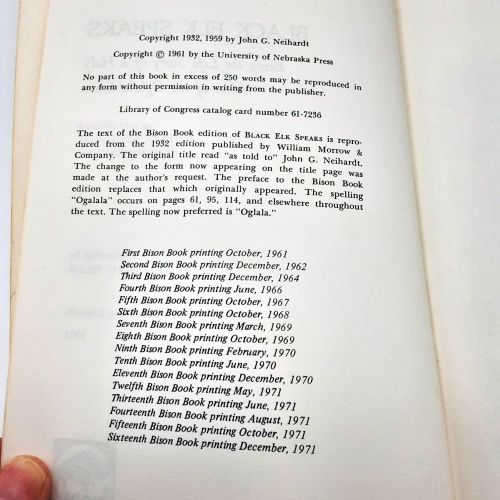 Copyright 1932, 1959 by John G. Neihardt
Copyright © 1961 by the University of Nebraska Press
No part of this book in excess of 250 words may be reproduced in
any form without permission in writing from the publisher.
Library of Congress catalog card number 61-7236
The text of the Bison Book edition of BLACK ELK SPEAKS is repro-
duced from the 1932 edition published by William Morrow &
Company. The original title read "as told to" John G. Neihardt.
The change to the form now appearing on the title page was
made at the author's request. The preface to the Bison Book
edition replaces that which originally appeared. The spelling
"Ogalala" occurs on pages 61, 95, 114, and elsewhere throughout
the text. The spelling now preferred is "Oglala."
First Bison Book printing October, 1961
Second Bison Book printing December, 1962
Third Bison Book printing December, 1964
Fourth Bison Book printing June, 1966
Fifth Bison Book printing October, 1967
Sixth Bison Book printing October, 1968
Seventh Bison Book printing March, 1969
Eighth Bison Book printing October, 1969
Ninth Bison Book printing February, 1970
Tenth Bison Book printing June, 1970
Eleventh Bison Book printing December, 1970
Twelfth Bison Book printing May, 1971
Thirteenth Bison Book printing June, 1971
Fourteenth Bison Book printing August, 1971
Fifteenth Bison Book printing October, 1971
Sixteenth Bison Book printing December, 1971